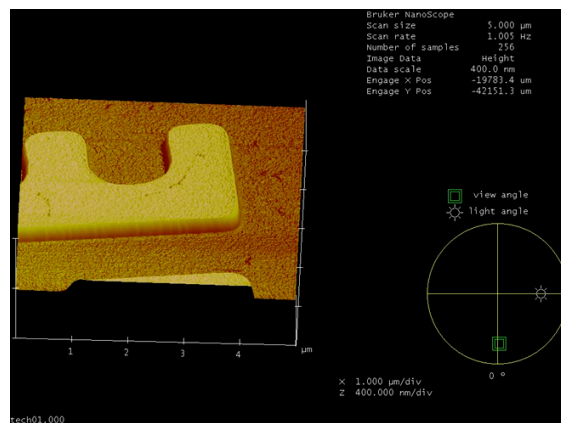 Bruker NanoScope
Scan size 5.000 µm
Scan rate 1.005 Hz
Number of samples 256
Image Data Height
Data scale 400.0 nm
Engage X Pos -19783.4 um
Engage Y Pos -42151.3 um
view angle
light angle
1 2 3 4 µm
0 °
X 1.000 µm/div
Z 400.000 nm/div
tech01.000